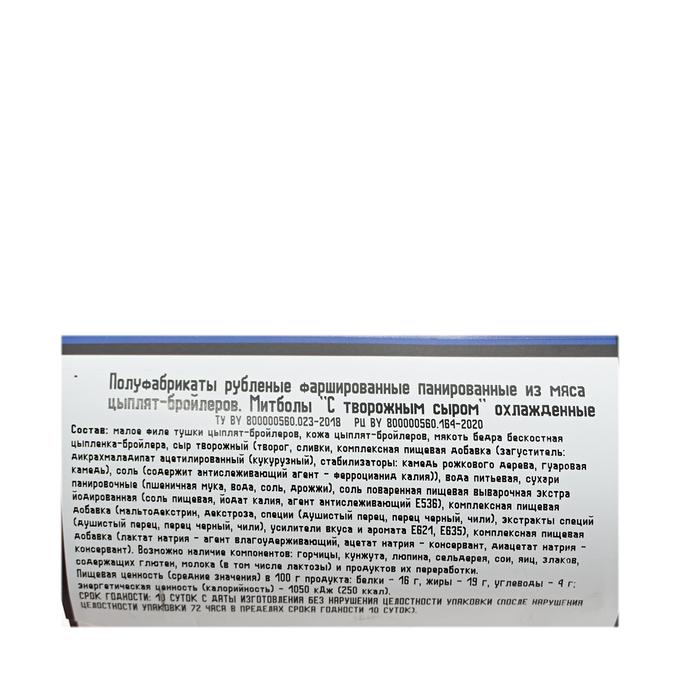 Полуфабрикаты рубленые фаршированные панированные из мяса
цыплят-бройлеров. Митболы "С творожным сыром" охлажденные
ТУ BY 800000560.023-2018 РЦ BY 800000560.164-2020
Состав: малое филе тушки цыплят-бройлеров, кожа цыплят-бройлеров, мякоть бедра бескостная
цыпленка-бройлера, сыр творожный (творог, сливки, комплексная пищевая добавка (загуститель:
дикрахмаладипат ацетилированный (кукурузный), стабилизаторы: камедь рожкового дерева, гуаровая
камедь), соль (содержит антислеживающий агент - ферроцианид калия)), вода питьевая, сухари
панировочные (пшеничная мука, вода, соль, дрожжи), соль поваренная пищевая выварочная экстра
йодированная (соль пищевая, йодат калия, агент антислеживающий Е536), комплексная пищевая
добавка (мальтодекстрин, декстроза, специи (душистый перец, перец черный, чили), экстракты специй
(душистый перец, перец черный, чили), усилители вкуса и аромата Е621, Е635), комплексная пищевая
добавка (лактат натрия - агент влагоудерживающий, ацетат натрия - консервант, диацетат натрия -
консервант). Возможно наличие компонентов: горчицы, кунжута, люпина, сельдерея, сои, яиц, злаков,
содержащих глютен, молока (в том числе лактозы) и продуктов их переработки.
Пищевая ценность (средние значения) в 100 г продукта: белки - 16 г, жиры - 19 г, углеводы - 4 г;
энергетическая ценность (калорийность) - 1050 кДж (250 ккал).
СРОК ГОДНОСТИ: 10 СУТОК С ДАТЫ ИЗГОТОВЛЕНИЯ БЕЗ НАРУШЕНИЯ ЦЕЛОСТНОСТИ УПАКОВКИ (ПОСЛЕ НАРУШЕНИЯ
ЦЕЛОСТНОСТИ УПАКОВКИ 72 ЧАСА В ПРЕДЕЛАХ СРОКА ГОДНОСТИ 10 СУТОК).